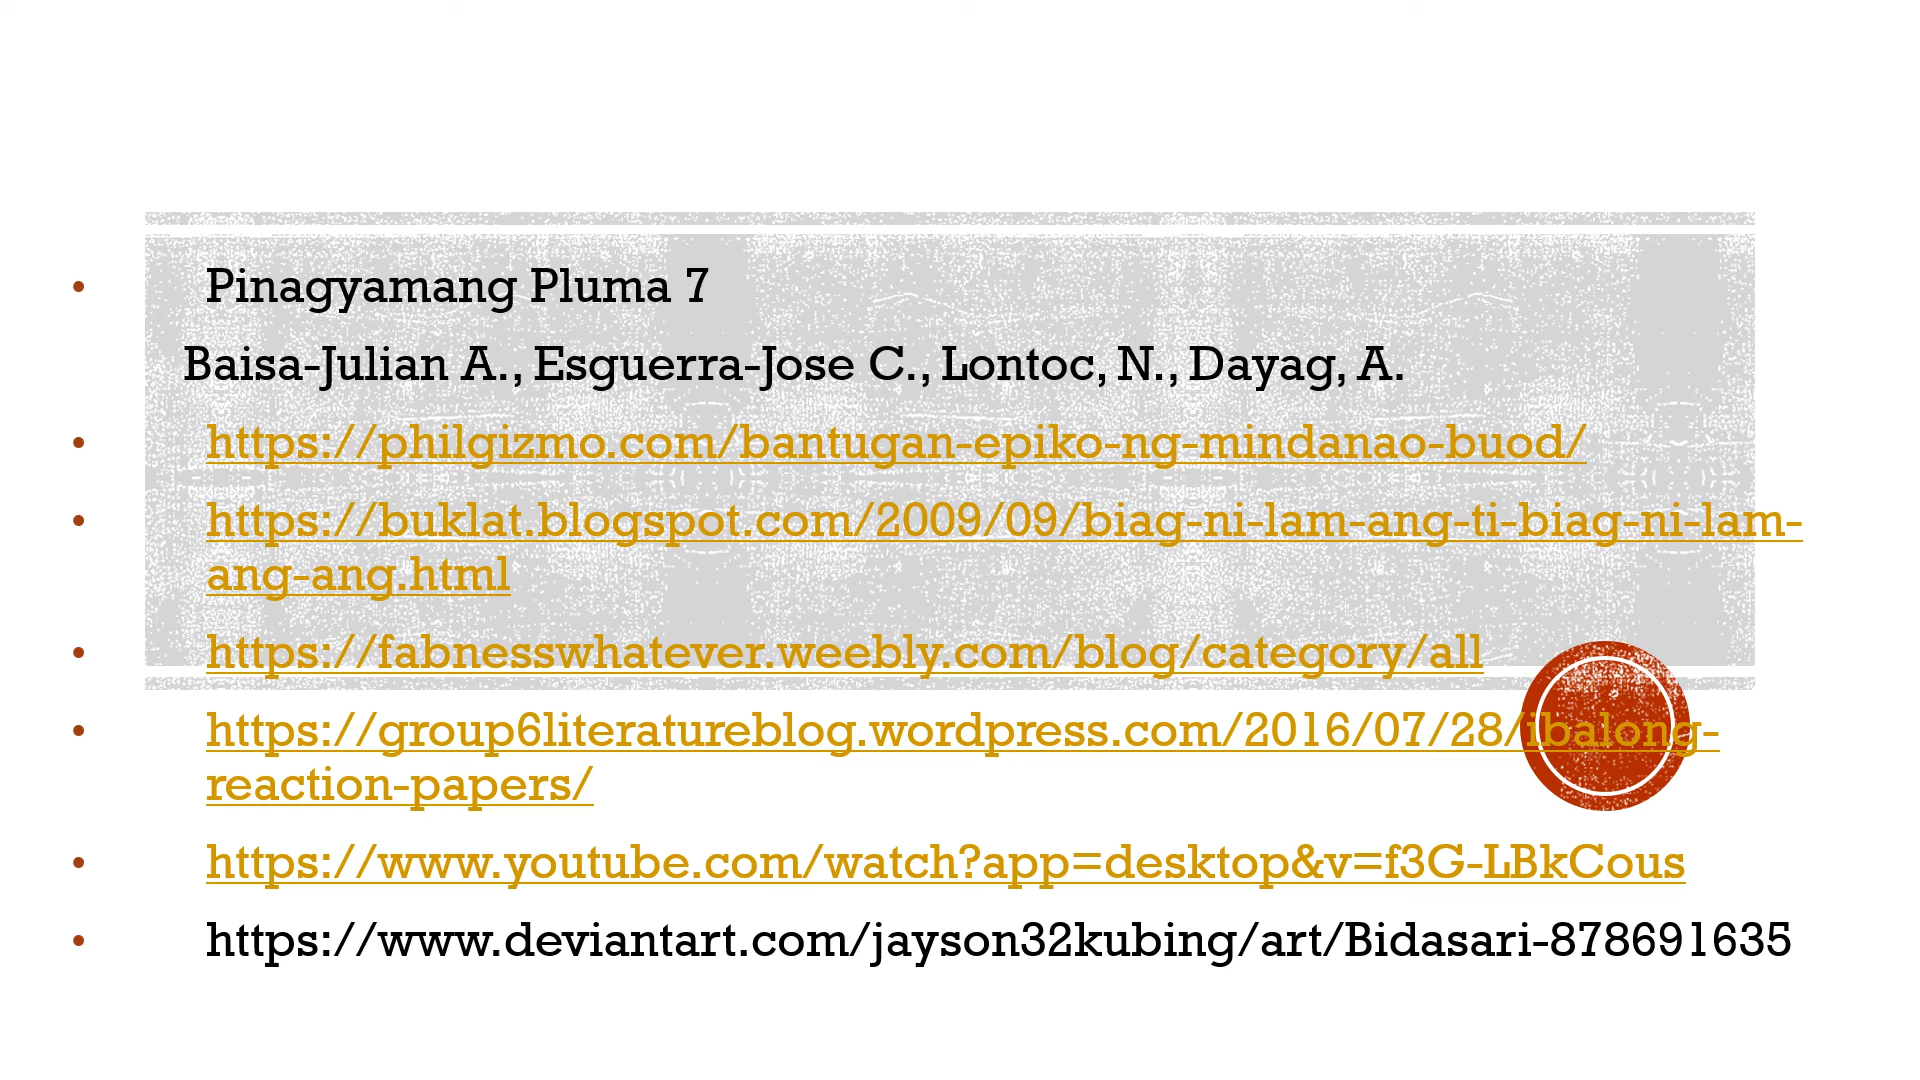 • Pinagyamang Pluma 7
Baisa-Julian A., Esguerra-Jose C., Lontoc, N., Dayag, A.
• https://philgizmo.com/bantugan-epiko-ng-mindanao-buod/
• https://buklat.blogspot.com/2009/09/biag-ni-lam-ang-ti-biag-ni-lam-
ang-ang.html
• https://fabnesswhatever.weebly.com/blog/category/all
• https://group6literatureblog.wordpress.com/2016/07/28/ibalong-
reaction-papers/
• https://www.youtube.com/watch?app=desktop&v=f3G-LBkCous
• https://www.deviantart.com/jayson32kubing/art/Bidasari-878691635